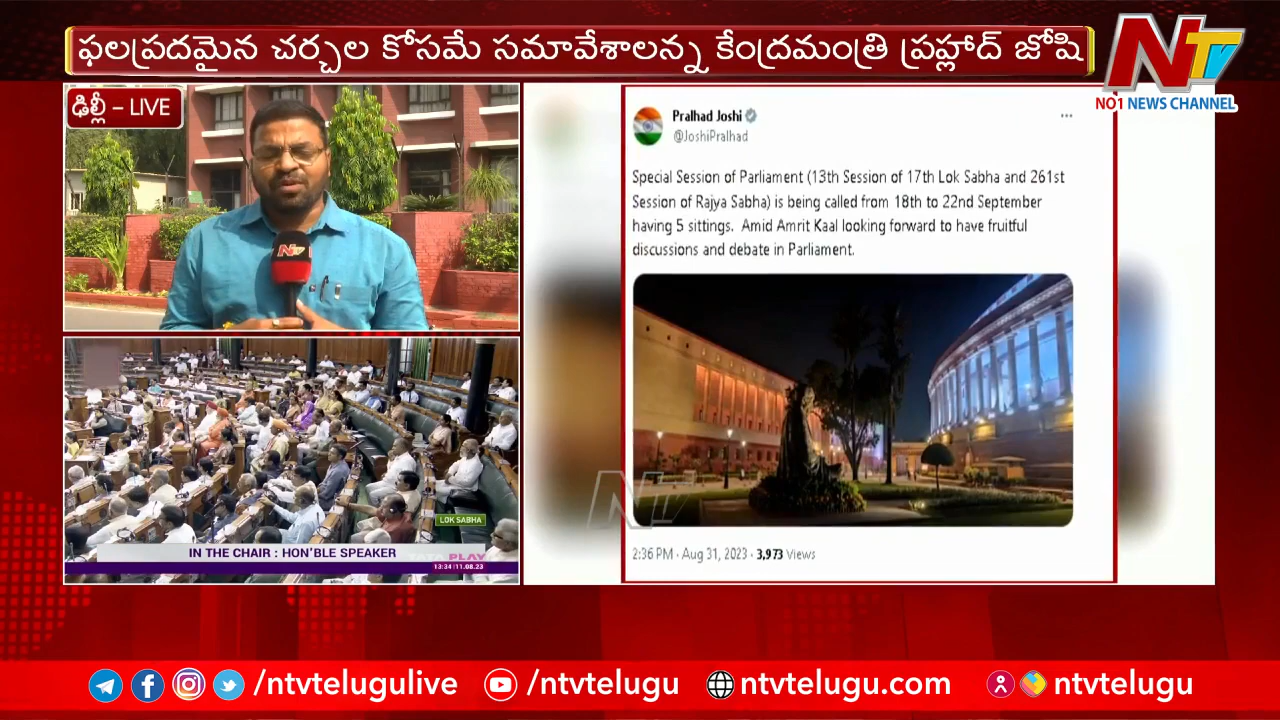 ఫలప్రదమైన చర్చల కోసమే సమావేశాలన్న కేంద్రమంత్రి ప్రహ్లాద్ జోషి
NTV
NO1 NEWS CHANNEL
ఢిల్లీ – LIVE
NTV
Pralhad Joshi
@JoshiPralhad
Special Session of Parliament (13th Session of 17th Lok Sabha and 261st
Session of Rajya Sabha) is being called from 18th to 22nd September
having 5 sittings. Amid Amrit Kaal looking forward to have fruitful
discussions and debate in Parliament.
2:36 PM · Aug 31, 2023 · 3,973 Views
NTV
LOK SABHA
IN THE CHAIR : HON'BLE SPEAKER
TATA PLAY
13:34 11.08.23
/ntvtelugulive
/ntvtelugu
ntvtelugu.com
ntvtelugu